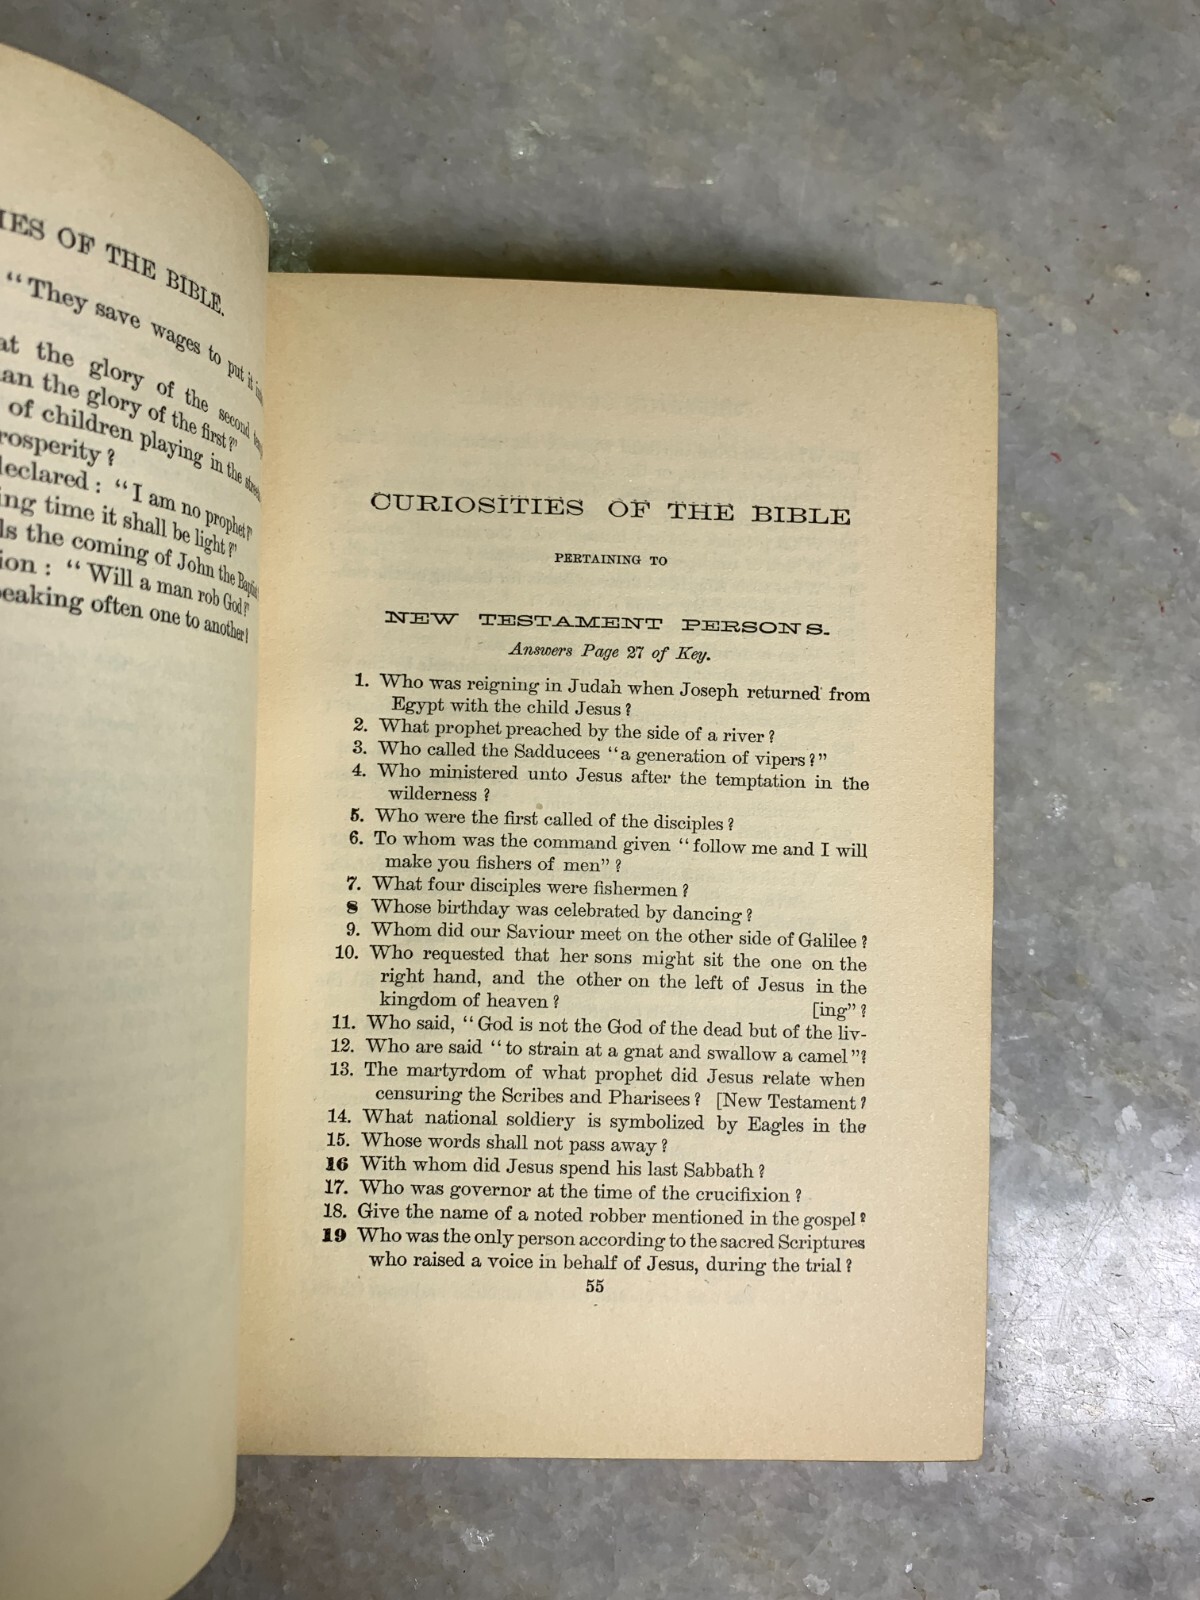 IES OF THE BIBLE.
"They save wages to put it
at the glory of the second
an the glory of the first?"
of children playing in the
rosperity?
eclared: "I am no prophet?"
ing time it shall be light?"
ls the coming of John the
ion: "Will a man rob God?"
eaking often one to another?
CURIOSITIES OF THE BIBLE
PERTAINING TO
NEW TESTAMENT PERSONS.
Answers Page 27 of Key.
1. Who was reigning in Judah when Joseph returned from
Egypt with the child Jesus?
2. What prophet preached by the side of a river?
3. Who called the Sadducees "a generation of vipers?"
4. Who ministered unto Jesus after the temptation in the
wilderness?
5. Who were the first called of the disciples?
6. To whom was the command given "follow me and I will
make you fishers of men"?
7. What four disciples were fishermen?
8 Whose birthday was celebrated by dancing?
9. Whom did our Saviour meet on the other side of Galilee?
10. Who requested that her sons might sit the one on the
right hand, and the other on the left of Jesus in the
kingdom of heaven? [ing"?
11. Who said, "God is not the God of the dead but of the liv-
12. Who are said "to strain at a gnat and swallow a camel"?
13. The martyrdom of what prophet did Jesus relate when
censuring the Scribes and Pharisees? [New Testament?
14. What national soldiery is symbolized by Eagles in the
15. Whose words shall not pass away?
16 With whom did Jesus spend his last Sabbath?
17. Who was governor at the time of the crucifixion?
18. Give the name of a noted robber mentioned in the gospel?
19 Who was the only person according to the sacred Scriptures
who raised a voice in behalf of Jesus, during the trial?
55